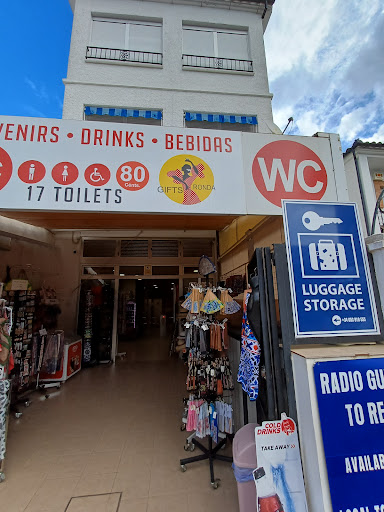 VENIRS • DRINKS • BEBIDAS
80
Cents.
17 TOILETS
GIFTS RONDA
WC
LUGGAGE
STORAGE
RADIO GU
TO RE
AVAILA
COLD
DRINKS
TAKE AWAY